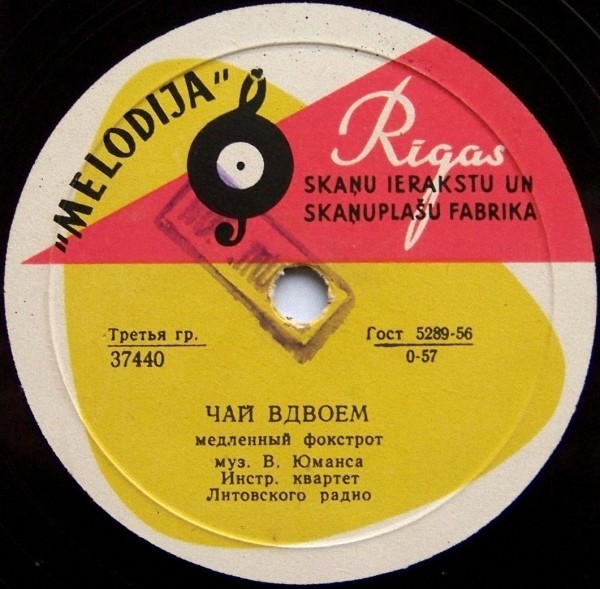 „MELODIJA"
Rīgas
SKAŅU IERAKSTU UN
SKAŅUPLAŠU FABRIKA
Третья гр.
37440
Гост 5289-56
0-57
ЧАЙ ВДВОЕМ
медленный фокстрот
муз. В. Юманса
Инстр. квартет
Литовского радио